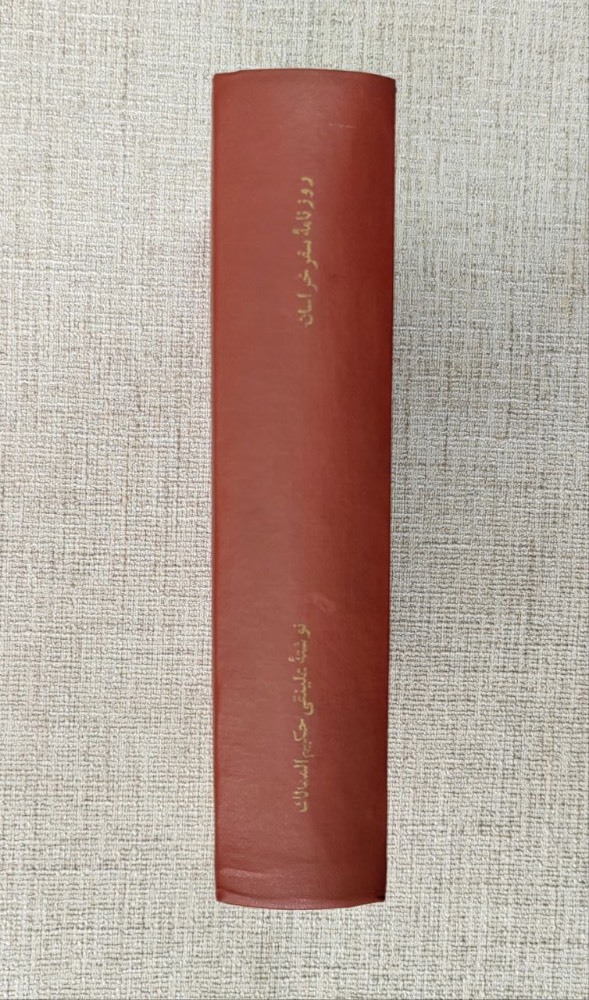 روزنامهٔ سفر خراسان
نوشتهٔ علینقی حکیم‌الممالک